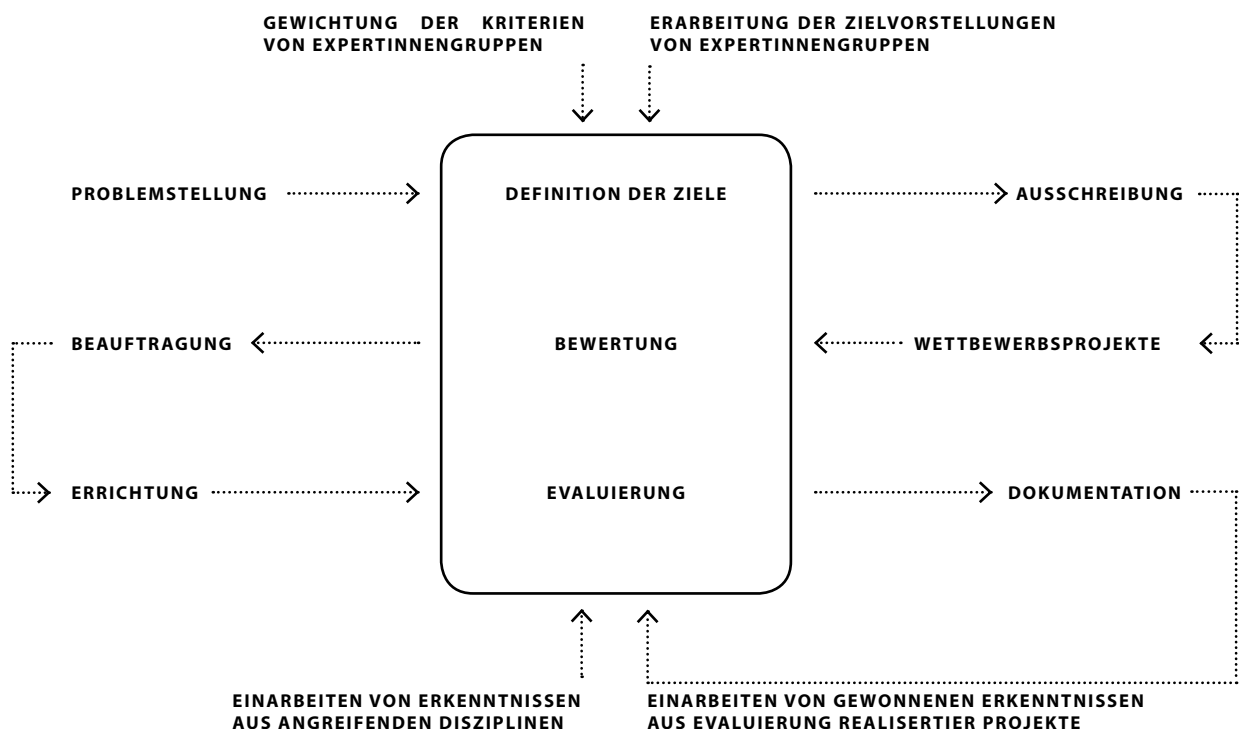 GEWICHTUNG DER KRITERIEN
VON EXPERTINNENGRUPPEN
ERARBEITUNG DER ZIELVORSTELLUNGEN
VON EXPERTINNENGRUPPEN
PROBLEMSTELLUNG
DEFINITION DER ZIELE
AUSSCHREIBUNG
BEAUFTRAGUNG
BEWERTUNG
WETTBEWERBSPROJEKTE
ERRICHTUNG
EVALUIERUNG
DOKUMENTATION
EINARBEITEN VON ERKENNTNISSEN
AUS ANGREIFENDEN DISZIPLINEN
EINARBEITEN VON GEWONNENEN ERKENNTNISSEN
AUS EVALUIERUNG REALISERTIER PROJEKTE